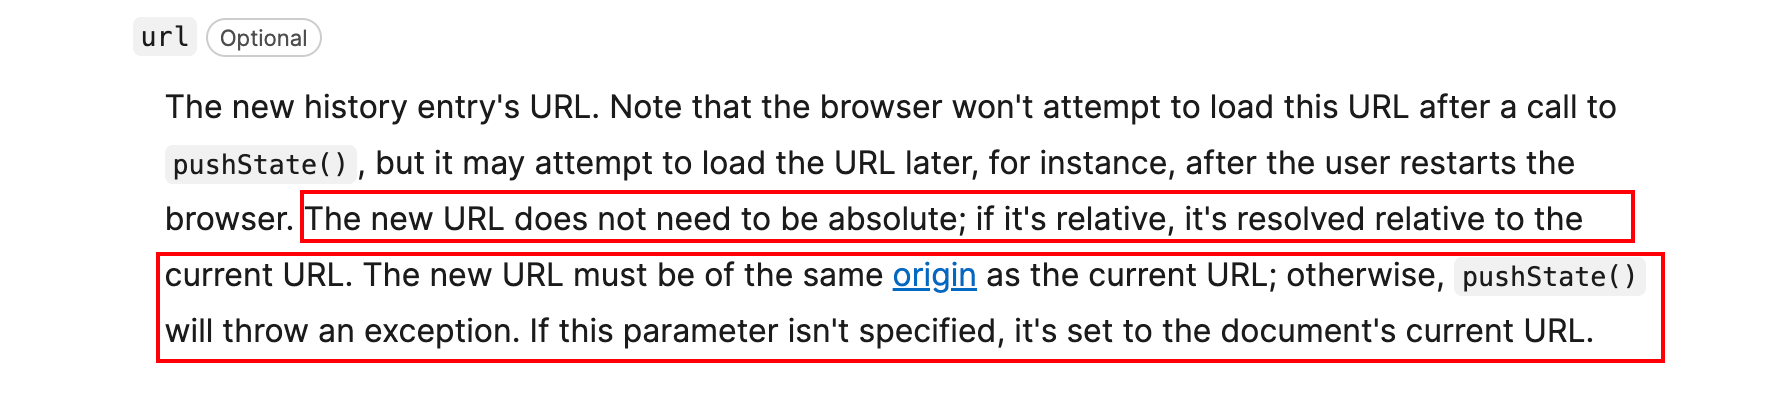 url Optional
The new history entry's URL. Note that the browser won't attempt to load this URL after a call to
pushState(), but it may attempt to load the URL later, for instance, after the user restarts the
browser. The new URL does not need to be absolute; if it's relative, it's resolved relative to the
current URL. The new URL must be of the same origin as the current URL; otherwise, pushState()
will throw an exception. If this parameter isn't specified, it's set to the document's current URL.